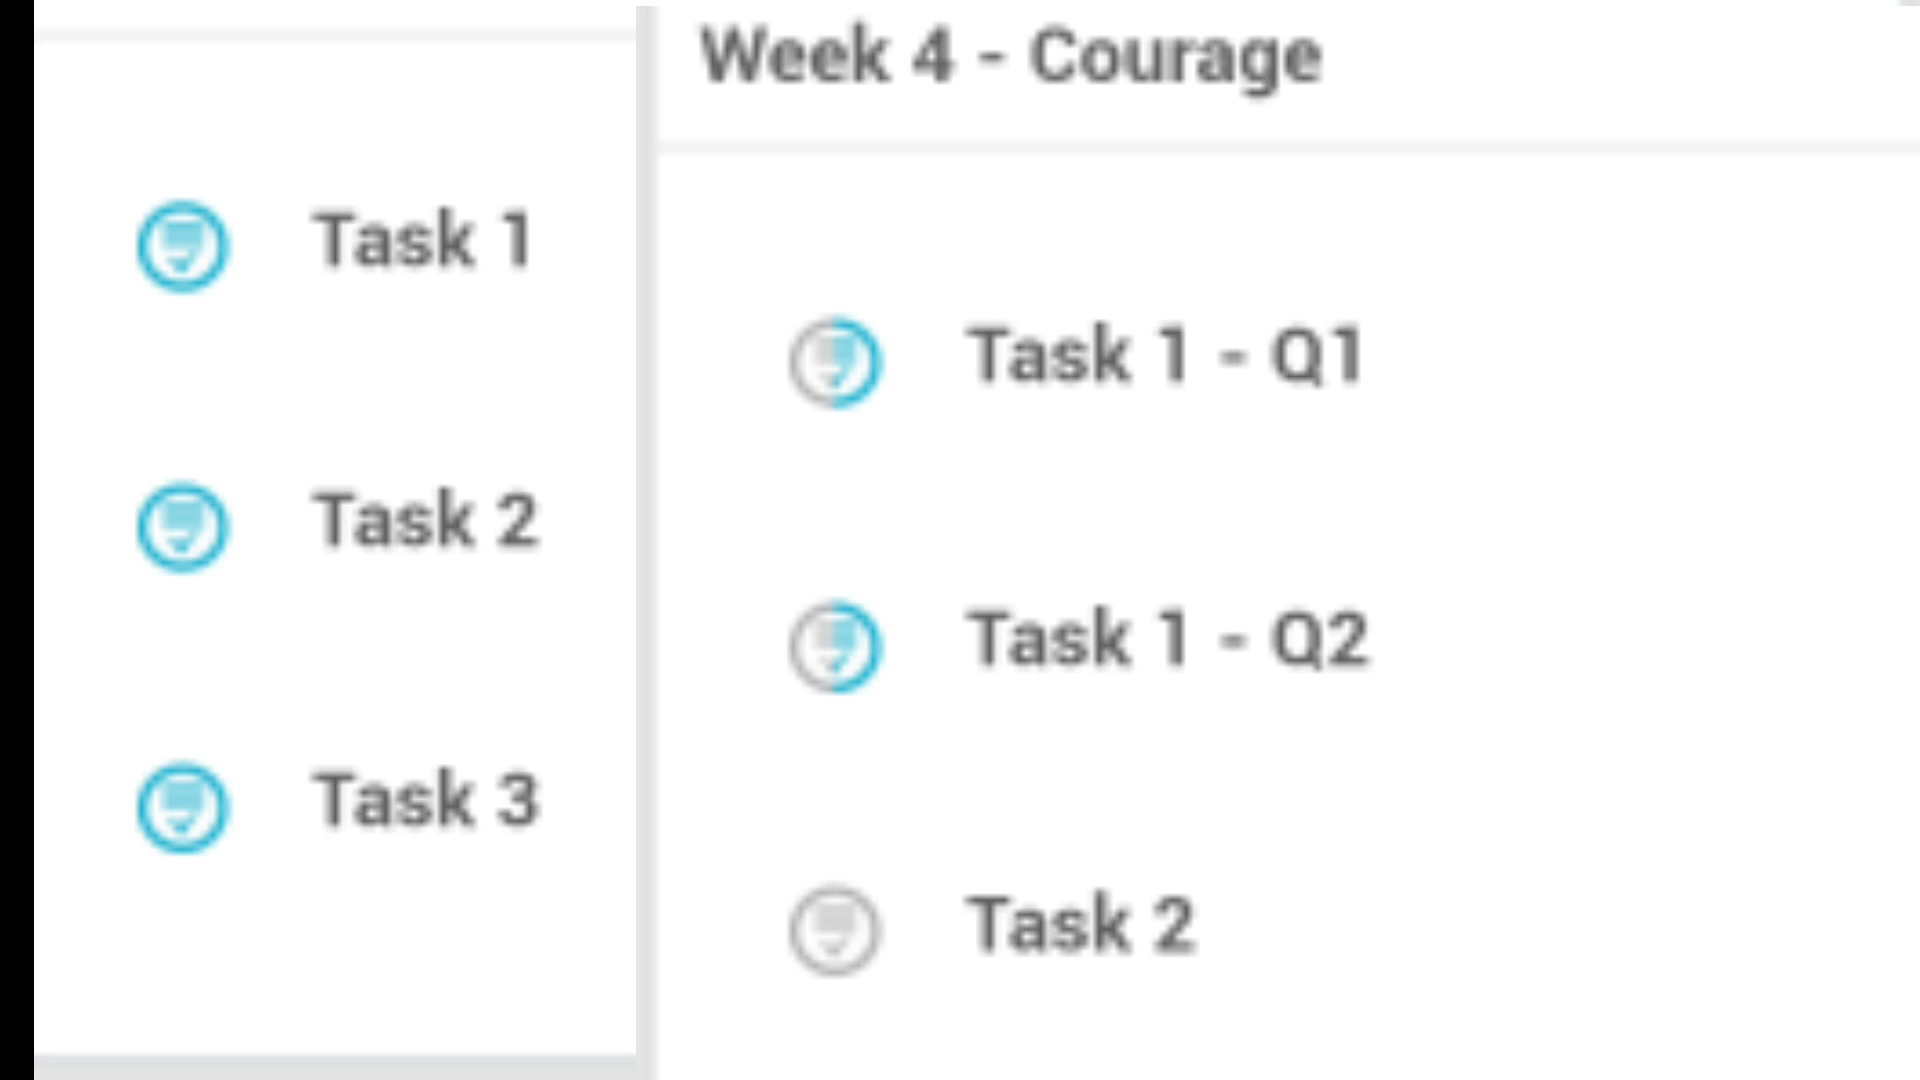 Task 1
Task 2
Task 3
Week 4 - Courage
Task 1 - Q1
Task 1 - Q2
Task 2